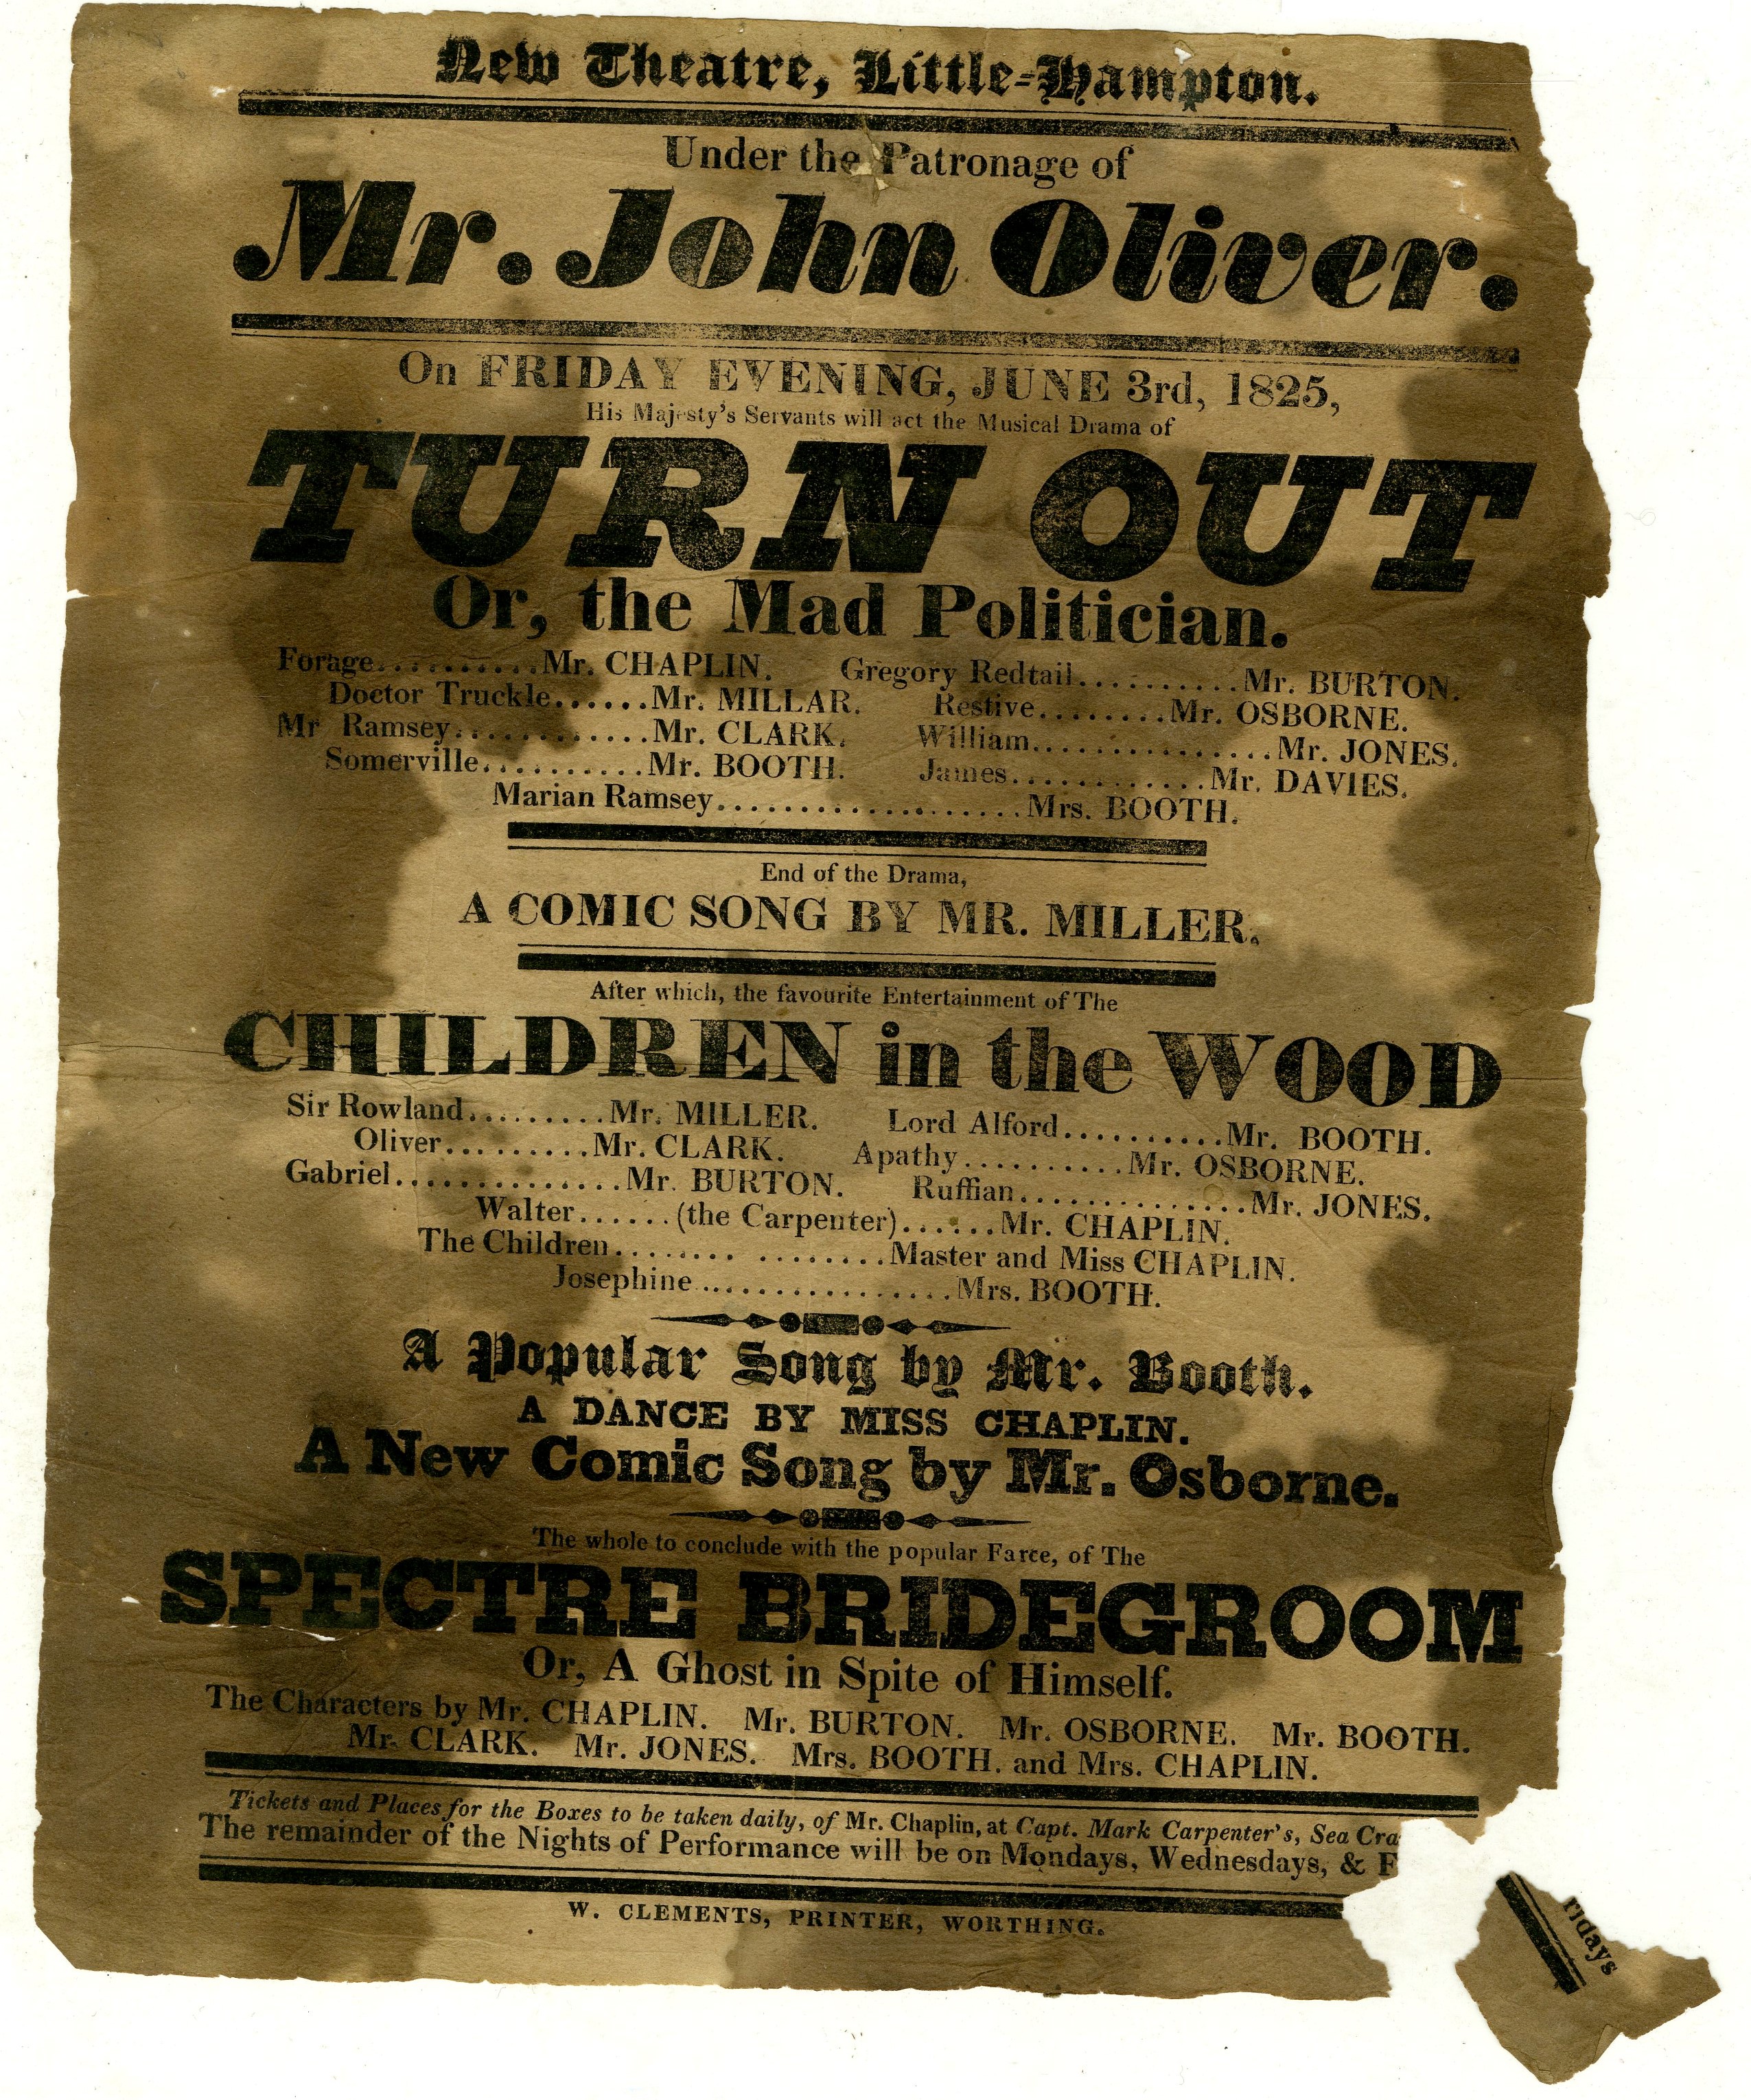 New Theatre, Little-Hampton.
Under the Patronage of
Mr. John Oliver.
On FRIDAY EVENING, JUNE 3rd, 1825,
His Majesty's Servants will act the Musical Drama of
TURN OUT
Or, the Mad Politician.
Forage..........Mr. CHAPLIN. Gregory Redtail..........Mr. BURTON.
Doctor Truckle......Mr. MILLAR. Restive........Mr. OSBORNE.
Mr Ramsey............Mr. CLARK. William...............Mr. JONES.
Somerville..........Mr. BOOTH. James............Mr. DAVIES.
Marian Ramsey....................Mrs. BOOTH.
End of the Drama,
A COMIC SONG BY MR. MILLER.
After which, the favourite Entertainment of The
CHILDREN in the WOOD
Sir Rowland.........Mr. MILLER. Lord Alford..........Mr. BOOTH.
Oliver.........Mr. CLARK. Apathy..........Mr. OSBORNE.
Gabriel..............Mr. BURTON. Ruffian..............Mr. JONES.
Walter......(the Carpenter)......Mr. CHAPLIN.
The Children........ ........Master and Miss CHAPLIN.
Josephine................Mrs. BOOTH.
A Popular Song by Mr. Booth.
A DANCE BY MISS CHAPLIN.
A New Comic Song by Mr. Osborne.
The whole to conclude with the popular Farce, of The
SPECTRE BRIDEGROOM
Or, A Ghost in Spite of Himself.
The Characters by Mr. CHAPLIN. Mr. BURTON. Mr. OSBORNE. Mr. BOOTH.
Mr. CLARK. Mr. JONES. Mrs. BOOTH. and Mrs. CHAPLIN.
Tickets and Places for the Boxes to be taken daily, of Mr. Chaplin, at Capt. Mark Carpenter's, Sea Cra
The remainder of the Nights of Performance will be on Mondays, Wednesdays, & F
ridays
W. CLEMENTS, PRINTER, WORTHING.